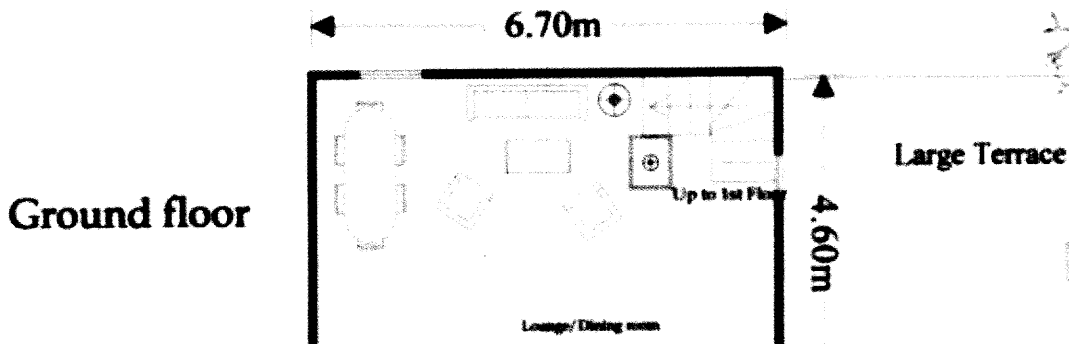 6.70m
Large Terrace
Up to 1st Floor
Ground floor
4.60m
Lounge/Dining room